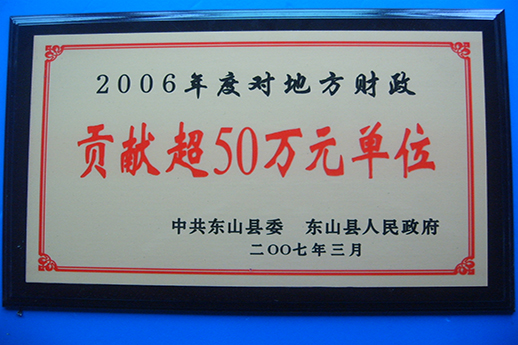 2006年度对地方财政
贡献超50万元单位
中共东山县委 东山县人民政府
二〇〇七年三月